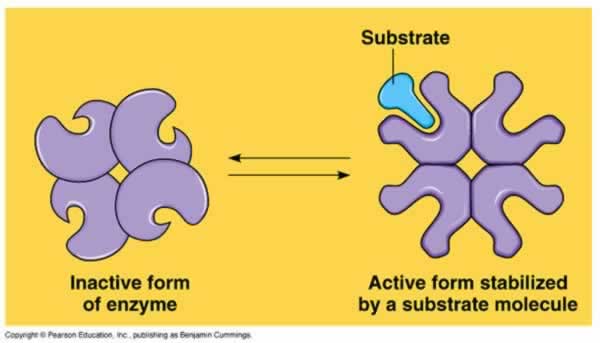 Substrate
Inactive form
of enzyme
Active form stabilized
by a substrate molecule
Copyright © Pearson Education, Inc., publishing as Benjamin Cummings.